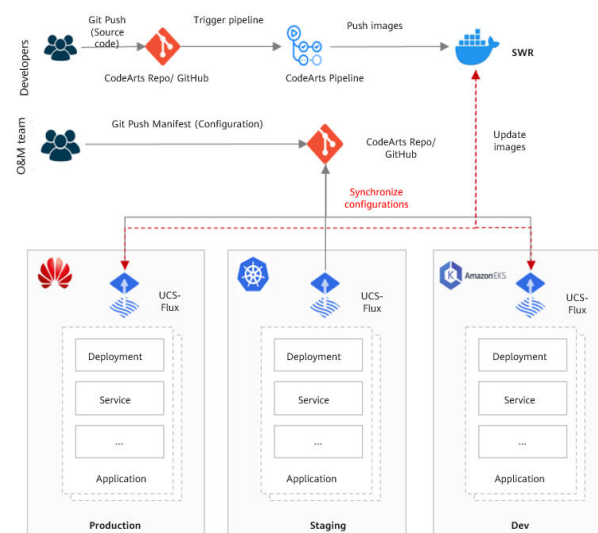 Git Push
(Source
code)
Trigger pipeline
Push images
Developers
SWR
CodeArts Repo/ GitHub
CodeArts Pipeline
O&M team
Git Push Manifest (Configuration)
CodeArts Repo/
GitHub
Update
images
Synchronize
configurations
Amazon EKS
UCS-
Flux
UCS-
Flux
UCS-
Flux
Deployment
Service
...
Application
Deployment
Service
...
Application
Deployment
Service
...
Application
Production
Staging
Dev